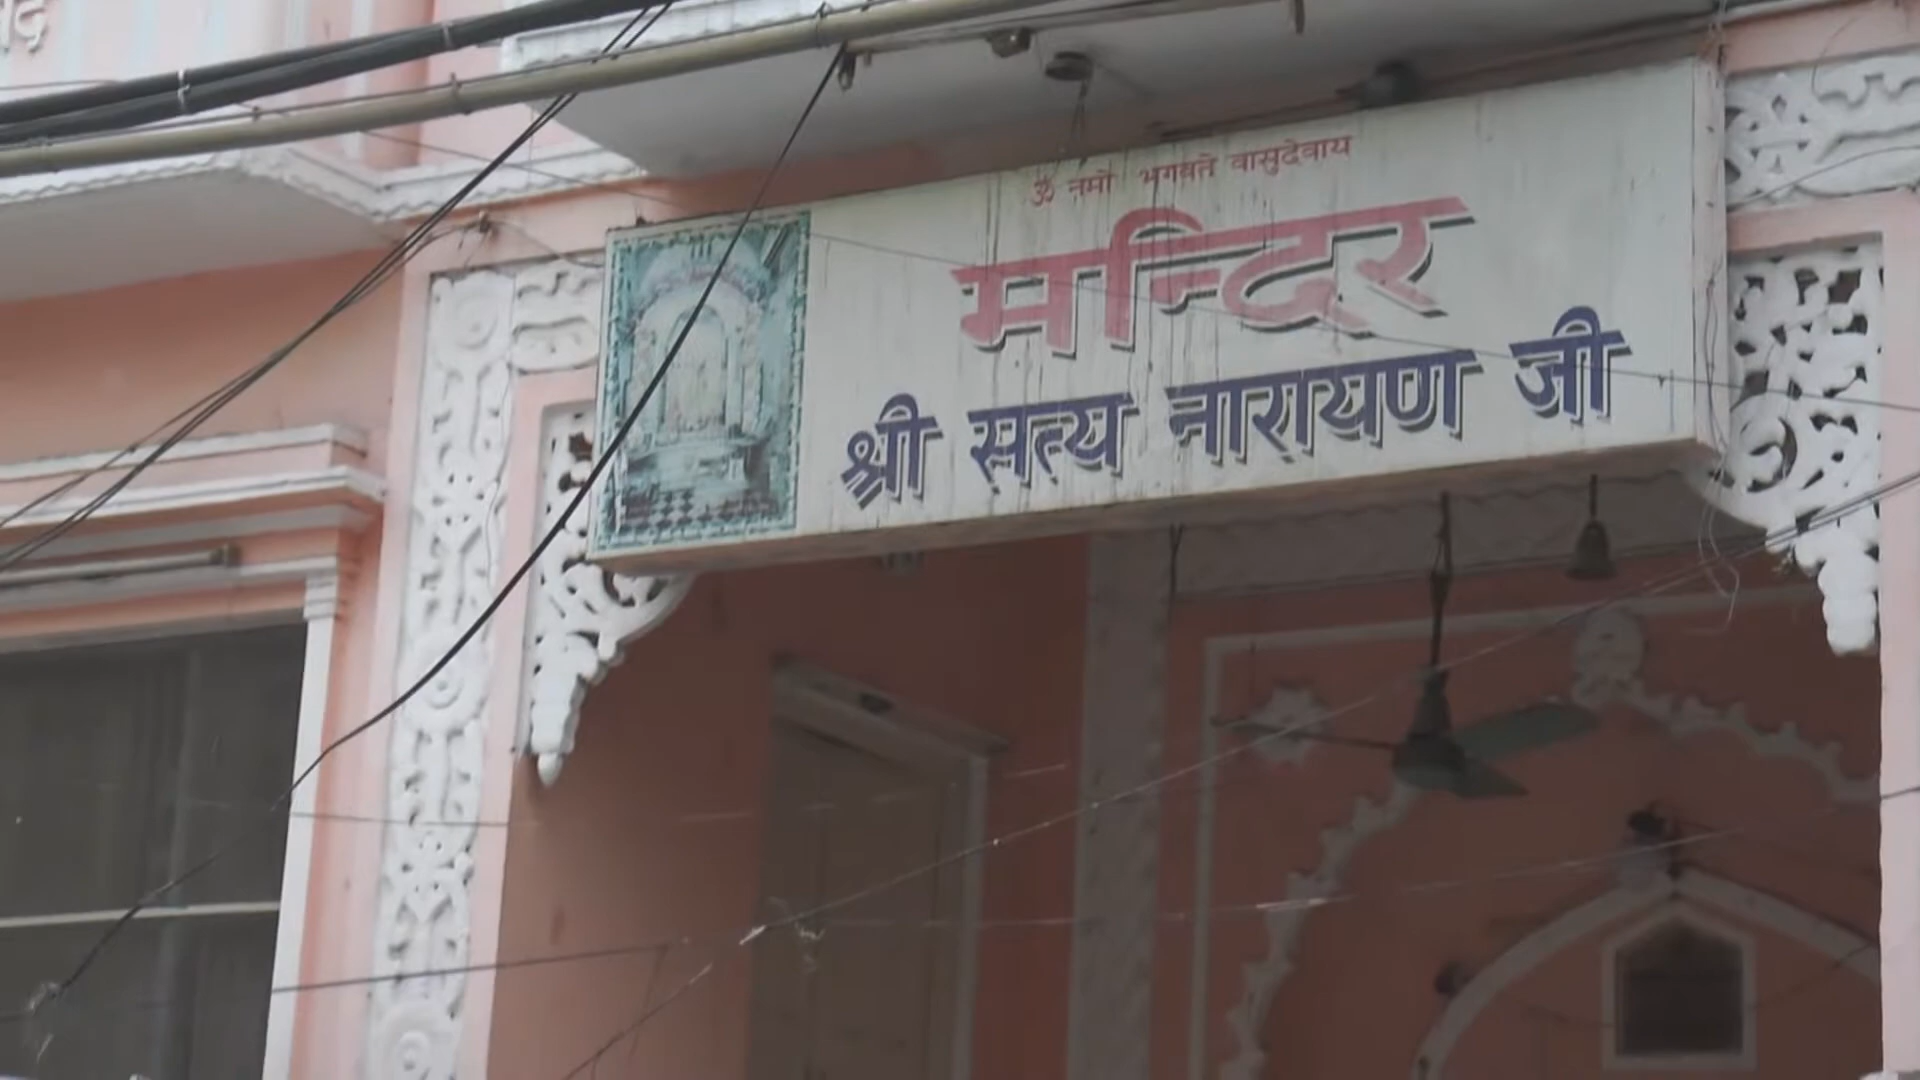 ॐ नमो भगवते वासुदेवाय
मन्दिर
श्री सत्य नारायण जी